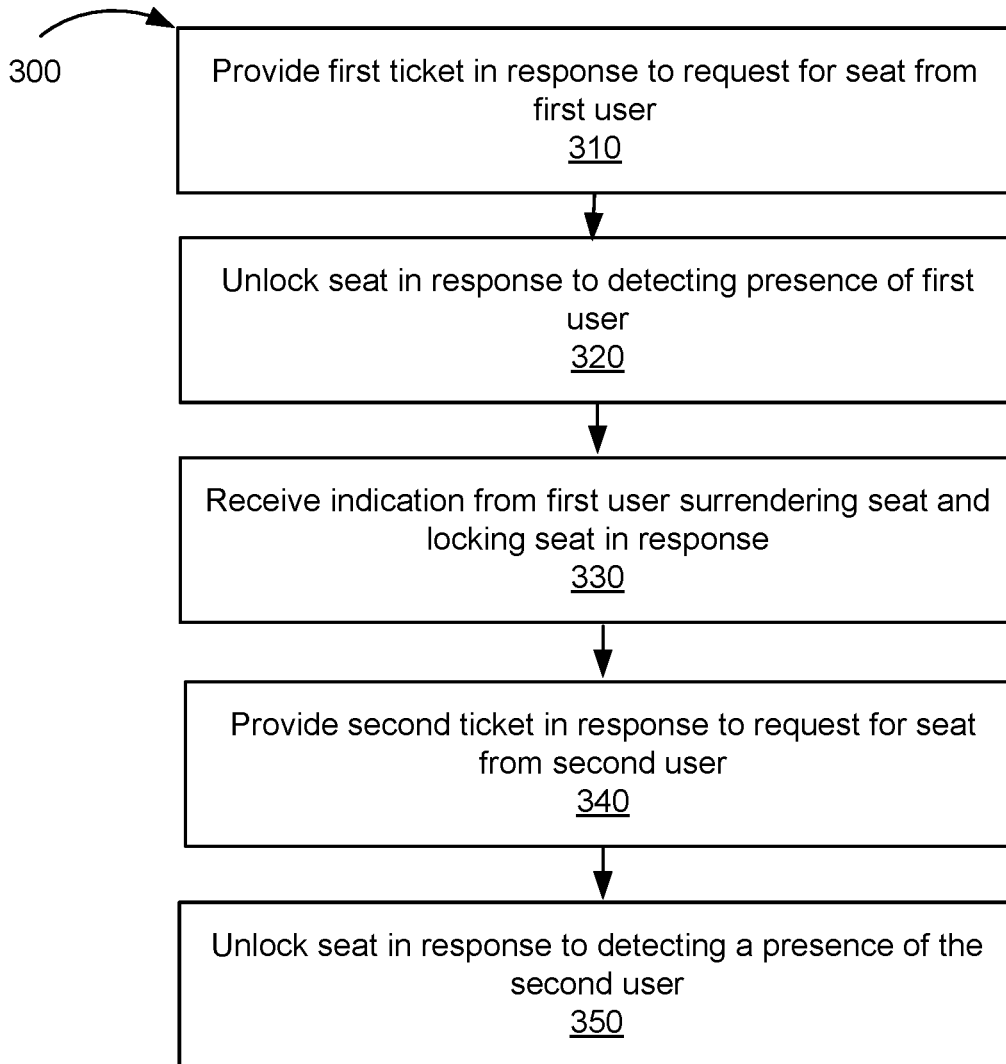 300
Provide first ticket in response to request for seat from
first user
310
Unlock seat in response to detecting presence of first
user
320
Receive indication from first user surrendering seat and
locking seat in response
330
Provide second ticket in response to request for seat
from second user
340
Unlock seat in response to detecting a presence of the
second user
350